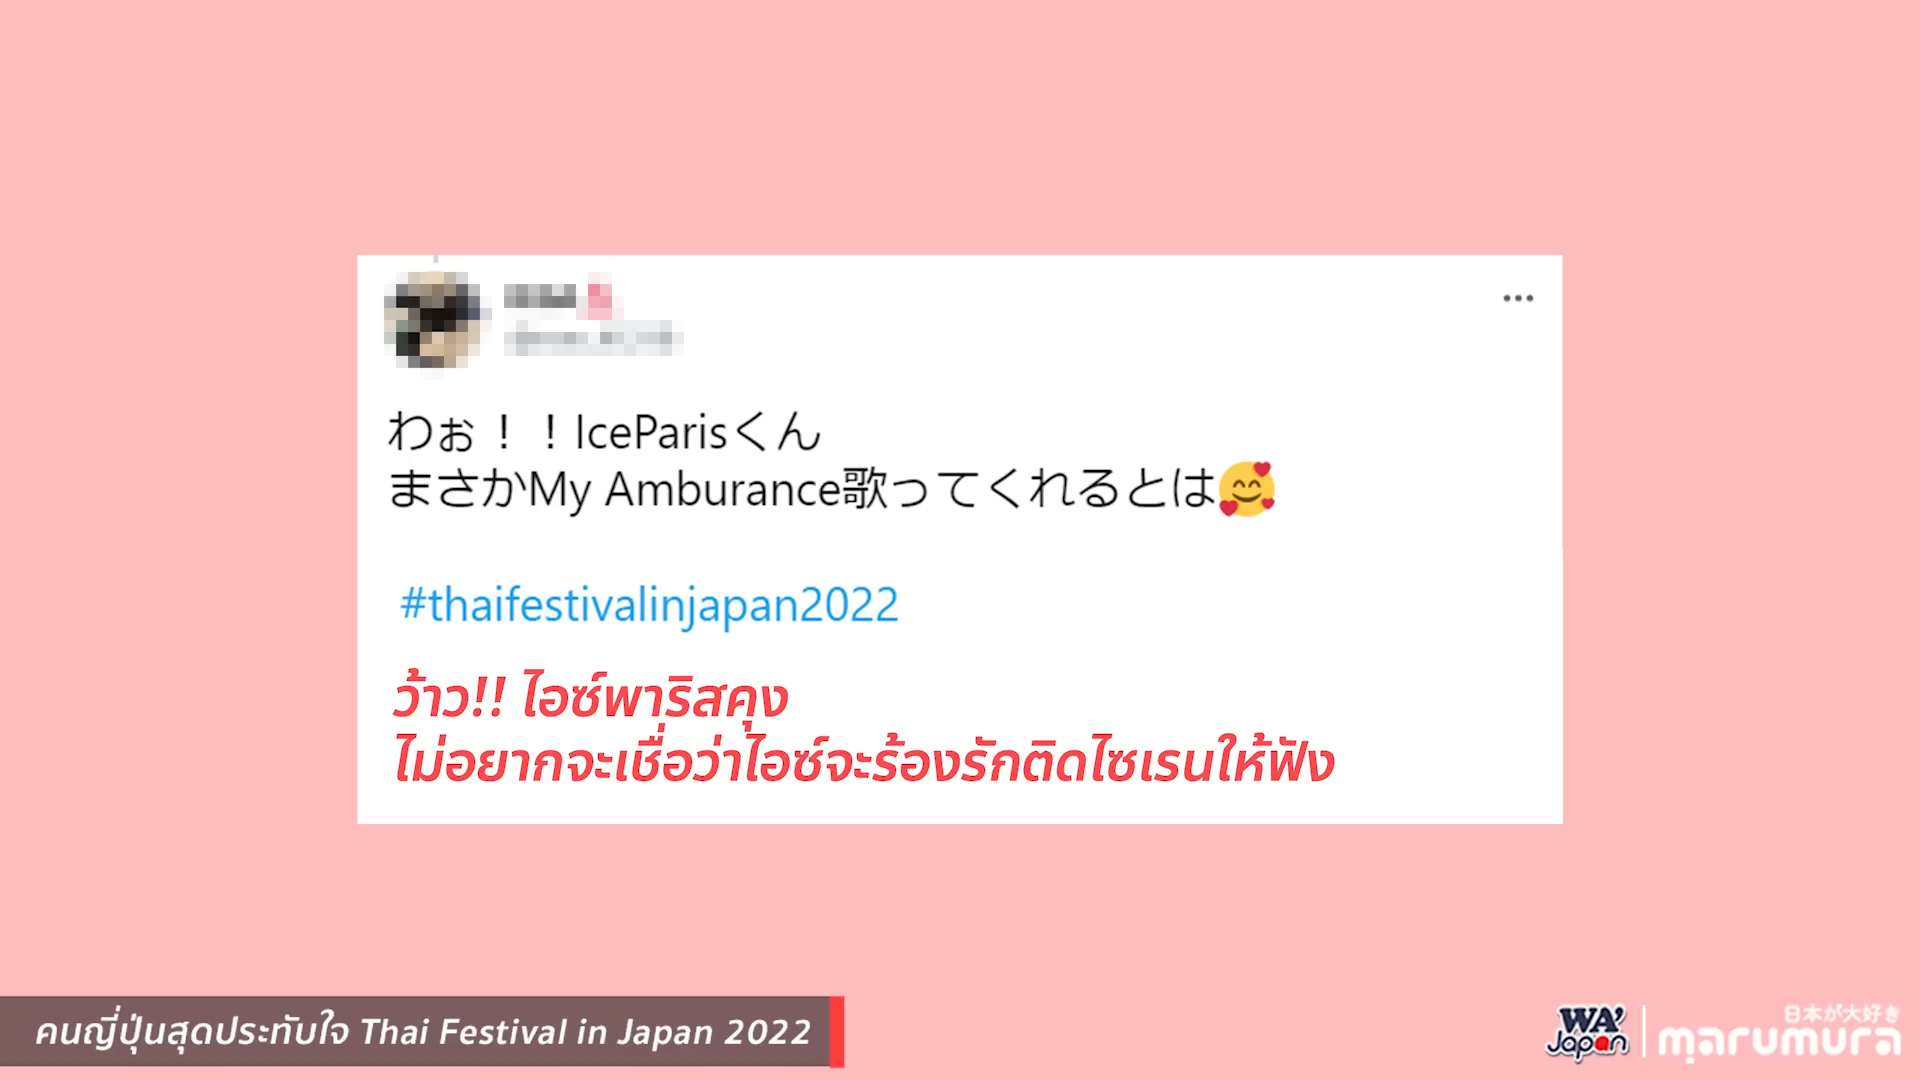 わぉ！！IceParisくん
まさかMy Amburance歌ってくれるとは🥰
#thaifestivalinjapan2022
ว้าว!! ไอซ์พาริสคุง
ไม่อยากจะเชื่อว่าไอซ์จะร้องรักติดไซเรนให้ฟัง
คนญี่ปุ่นสุดประทับใจ Thai Festival in Japan 2022
WA' Japan
日本が大好き
marumura